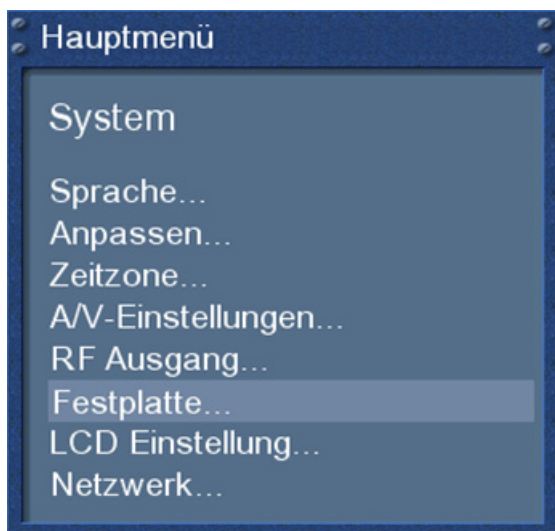 Hauptmenü
System
Sprache...
Anpassen...
Zeitzone...
A/V-Einstellungen...
RF Ausgang...
Festplatte...
LCD Einstellung...
Netzwerk...